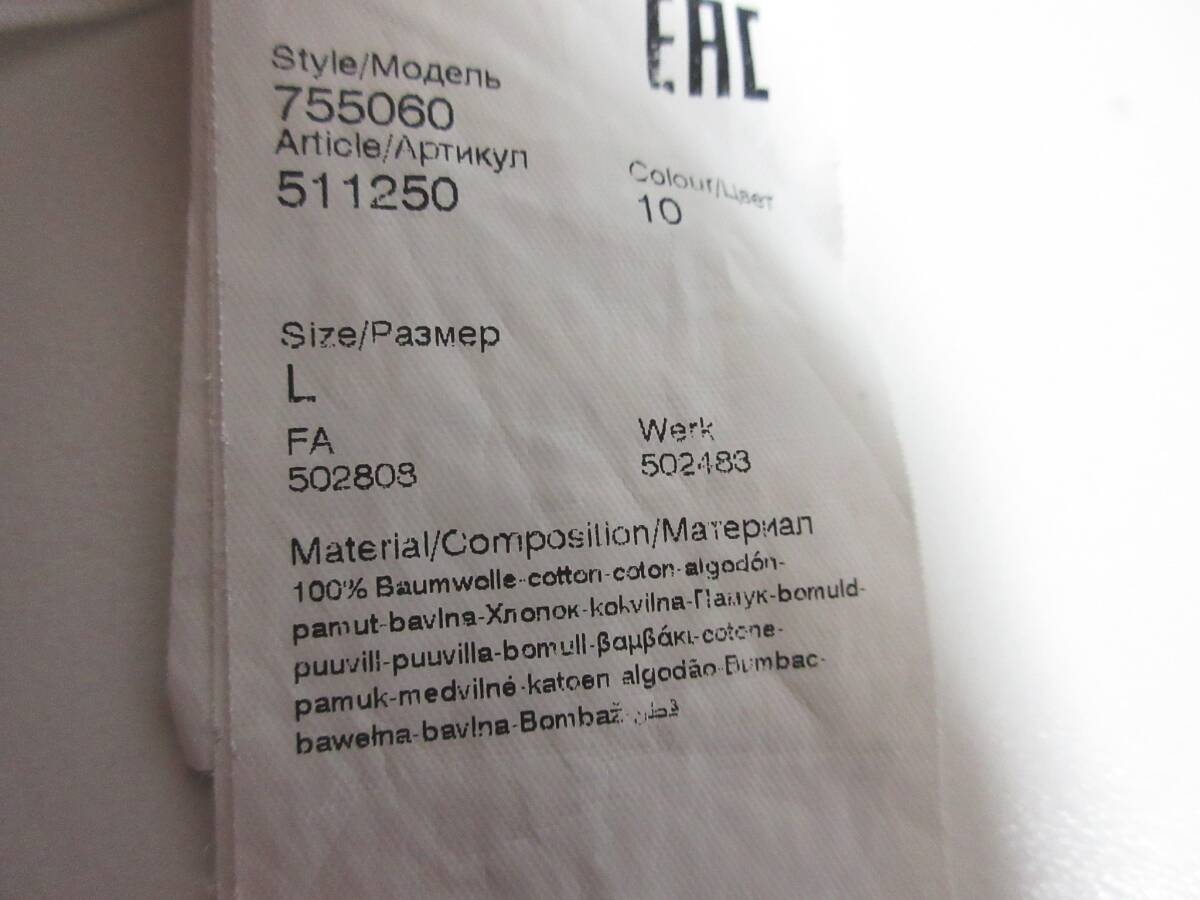 EAC
Style/Модель
755060
Article/Артикул
511250
Colour/Цвет
10
Size/Размер
L
FA
502808
Werk
502483
Material/Composition/Материал
100% Baumwolle-cotton-coton-algodón-
pamut-bavlna-Хлопок-kokvilna-Памук-bomuld-
puuvill-puuvilla-bomull-βαμβάκι-cotone-
pamuk-medvilné-katoen algodão-Bumbac-
bawełna-bavlna-Bombaž-قطن